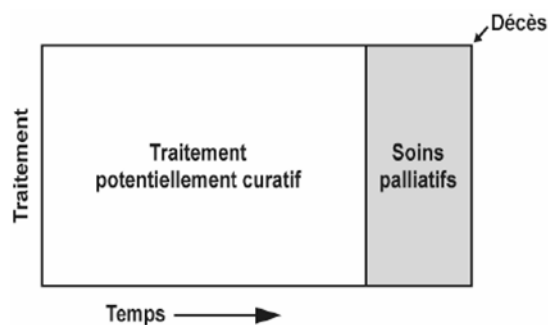 Décès
Traitement
Traitement
potentiellement curatif
Soins
palliatifs
Temps